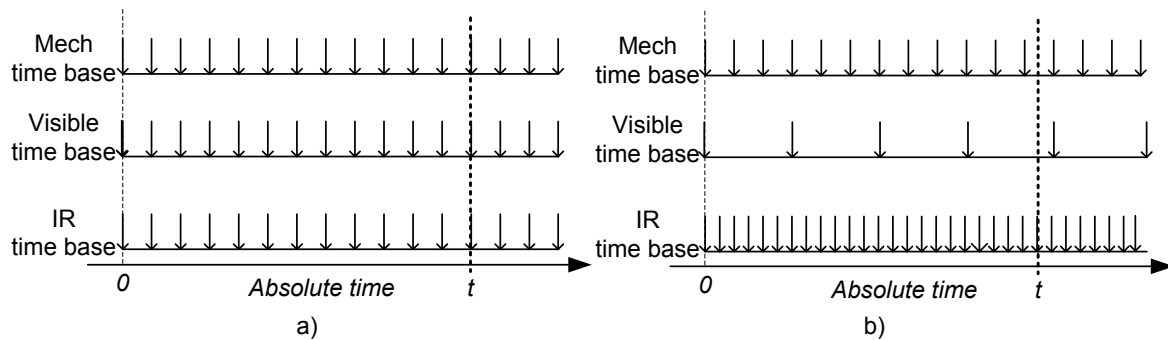 Mech
time base
Visible
time base
IR
time base
0
Absolute time
t
a)
Mech
time base
Visible
time base
IR
time base
0
Absolute time
t
b)